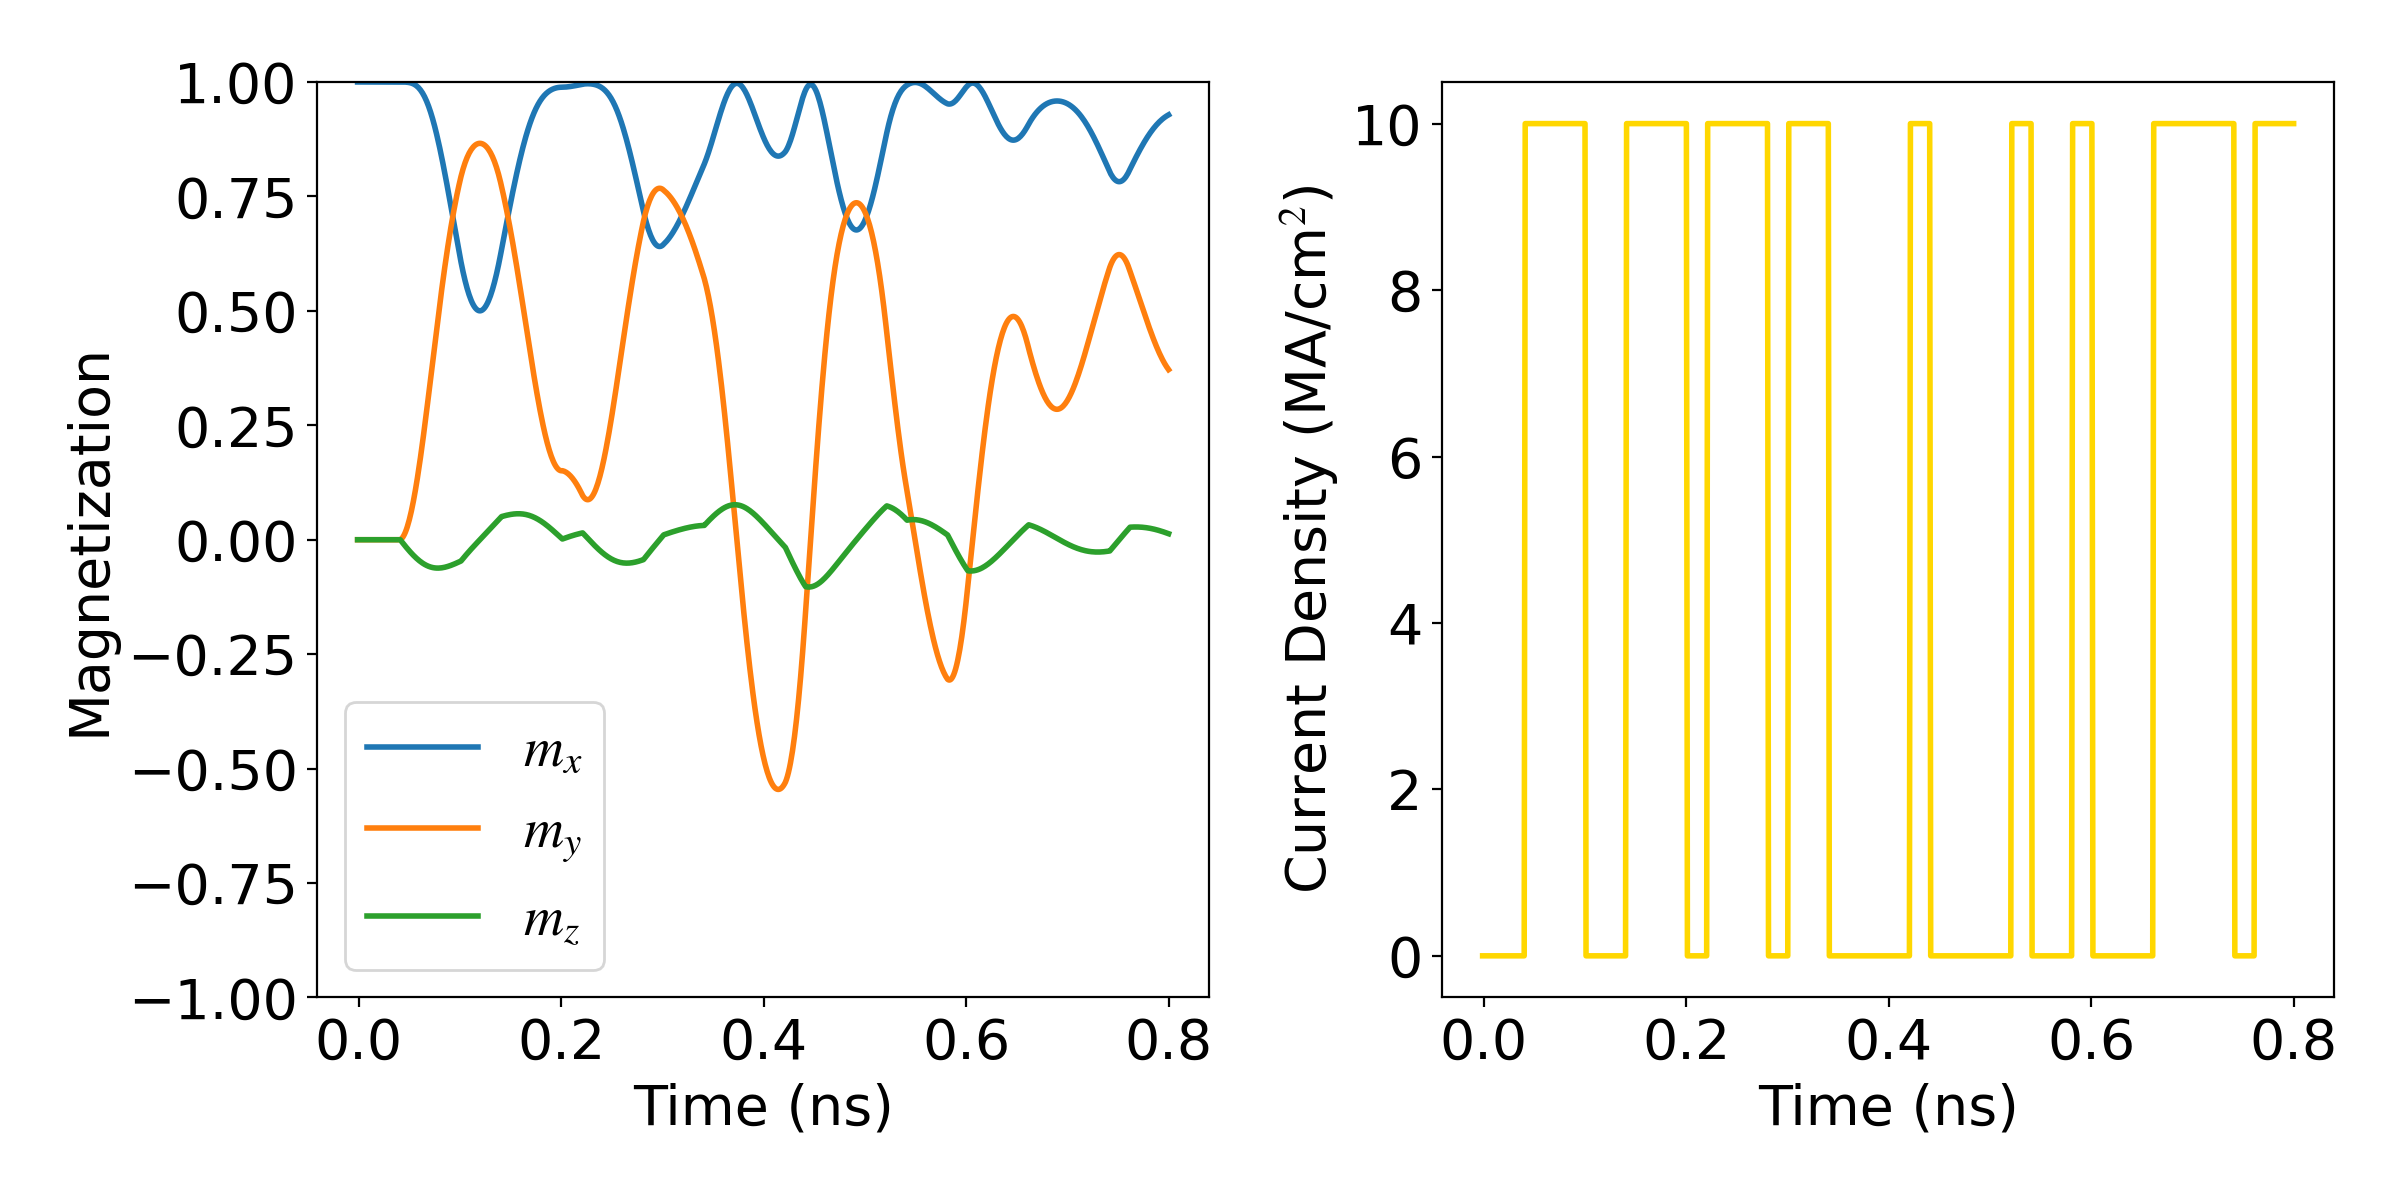 1.00
0.75
0.50
0.25
0.00
−0.25
−0.50
−0.75
−1.00
Magnetization
m_x
m_y
m_z
0.0 0.2 0.4 0.6 0.8
Time (ns)
10
8
6
4
2
0
Current Density (MA/cm²)
0.0 0.2 0.4 0.6 0.8
Time (ns)